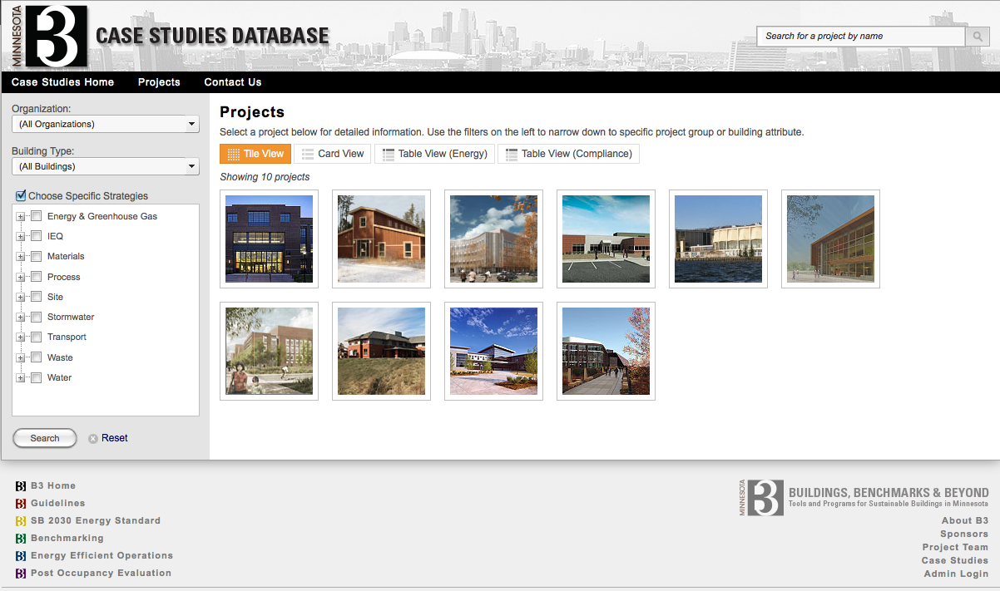 MINNESOTA
B3
CASE STUDIES DATABASE
Search for a project by name
Case Studies Home
Projects
Contact Us
Organization:
(All Organizations)
Building Type:
(All Buildings)
Choose Specific Strategies
Energy & Greenhouse Gas
IEQ
Materials
Process
Site
Stormwater
Transport
Waste
Water
Search
Reset
Projects
Select a project below for detailed information. Use the filters on the left to narrow down to specific project group or building attribute.
Tile View
Card View
Table View (Energy)
Table View (Compliance)
Showing 10 projects
B3 B3 Home
B3 Guidelines
B3 SB 2030 Energy Standard
B3 Benchmarking
B3 Energy Efficient Operations
B3 Post Occupancy Evaluation
MINNESOTA
B3
BUILDINGS, BENCHMARKS & BEYOND
Tools and Programs for Sustainable Buildings in Minnesota
About B3
Sponsors
Project Team
Case Studies
Admin Login